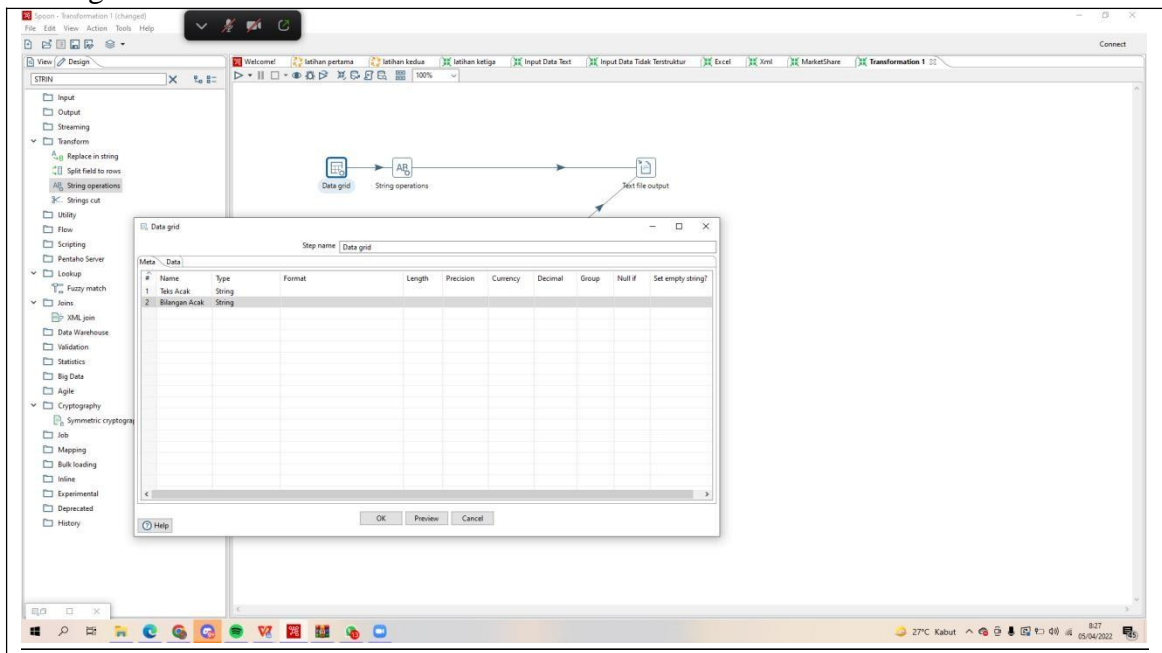 Spoon - Transformation 1 (changed)
File Edit View Action Tools Help
Connect
View Design
Welcome! latihan pertama latihan kedua latihan ketiga Input Data Text Input Data Tidak Terstruktur Excel Xml MarketShare Transformation 1
STRIN
100%
Input
Output
Streaming
Transform
Replace in string
Split field to rows
String operations
Strings cut
Utility
Flow
Scripting
Pentaho Server
Lookup
Fuzzy match
Joins
XML join
Data Warehouse
Validation
Statistics
Big Data
Agile
Cryptography
Symmetric cryptogra
Job
Mapping
Bulk loading
Inline
Experimental
Deprecated
History
Data grid String operations Text file output
Data grid
Step name Data grid
Meta Data
# Name Type Format Length Precision Currency Decimal Group Null if Set empty string?
1 Teks Acak String
2 Bilangan Acak String
OK Preview Cancel
Help
27°C Kabut
8:27
05/04/2022